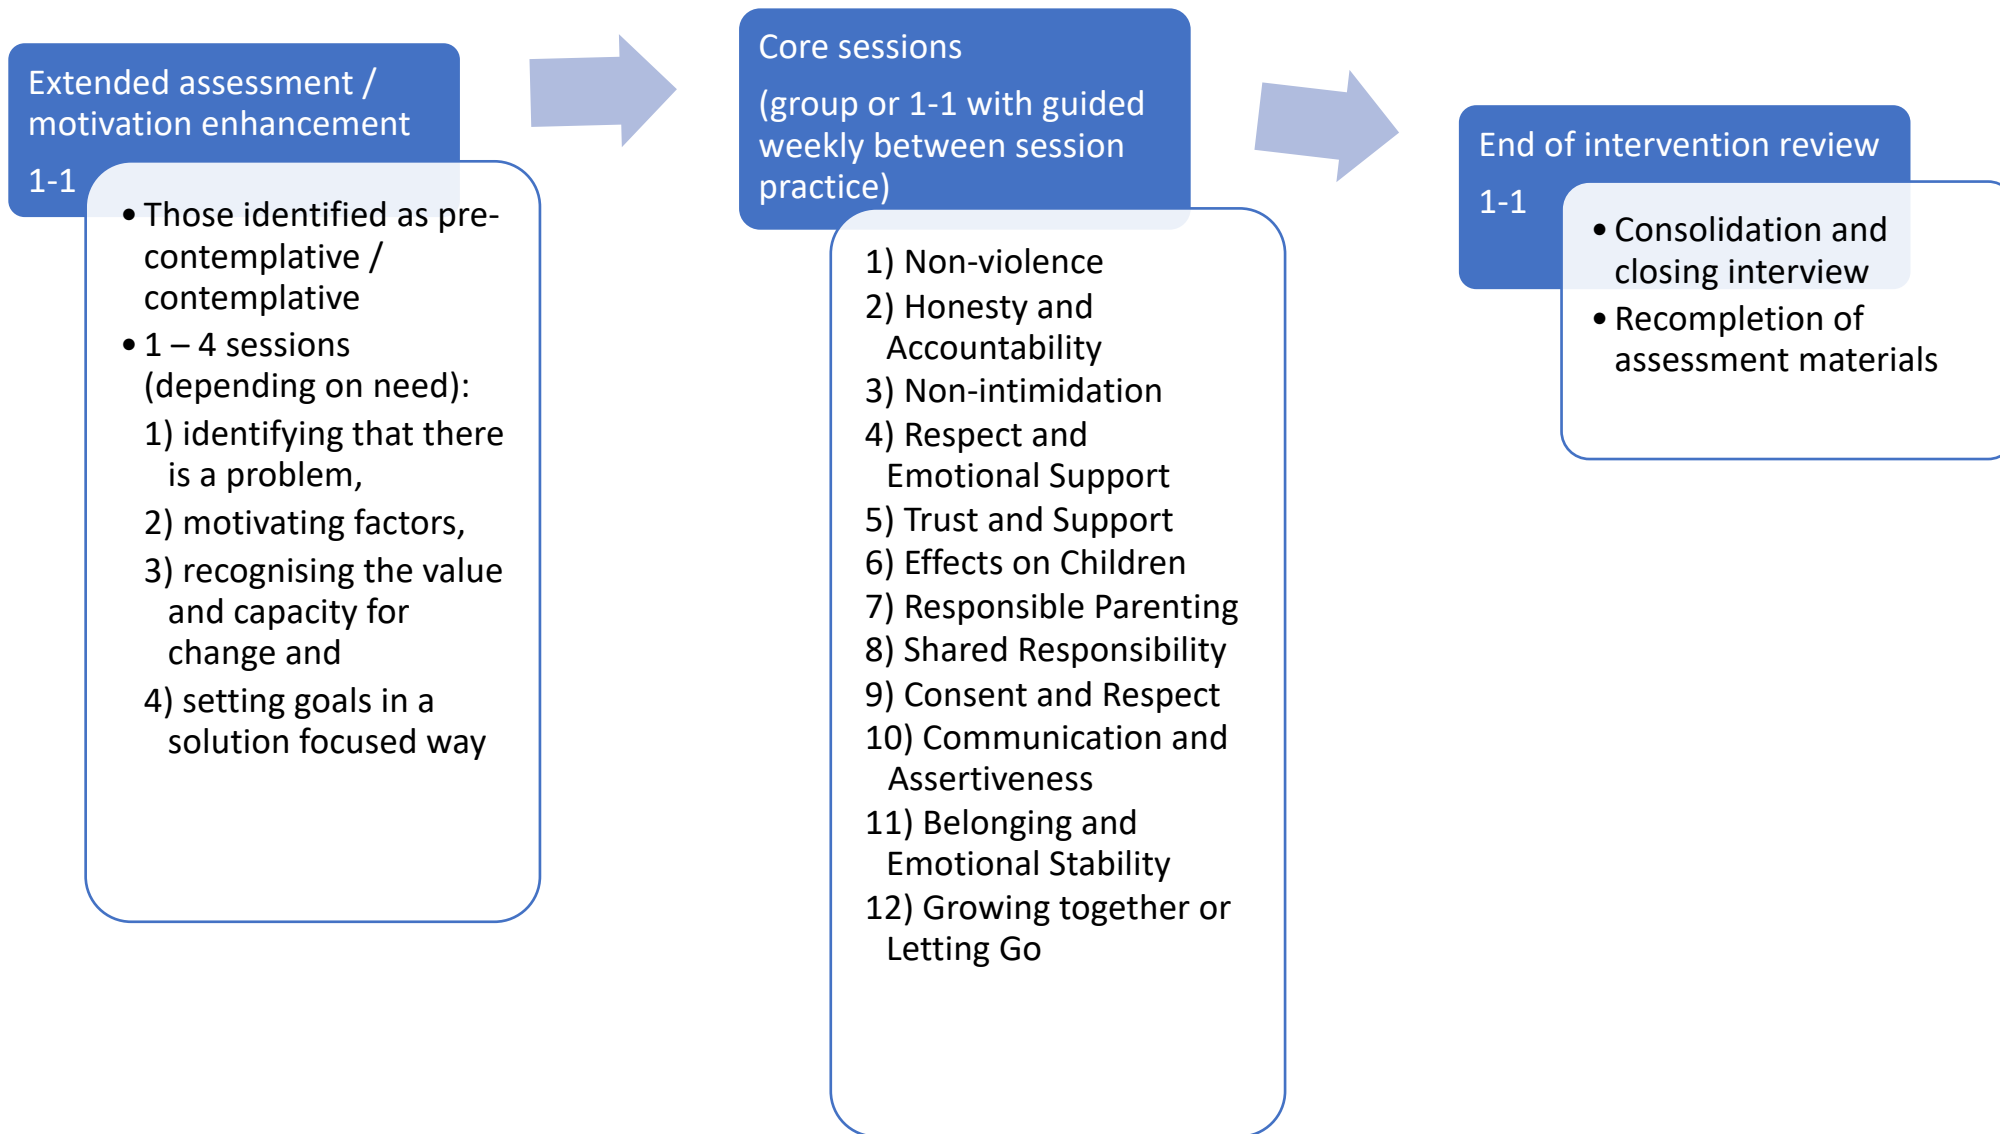 Extended assessment /
motivation enhancement
1-1
• Those identified as pre-
contemplative /
contemplative
• 1 – 4 sessions
(depending on need):
1) identifying that there
is a problem,
2) motivating factors,
3) recognising the value
and capacity for
change and
4) setting goals in a
solution focused way
Core sessions
(group or 1-1 with guided
weekly between session
practice)
1) Non-violence
2) Honesty and
Accountability
3) Non-intimidation
4) Respect and
Emotional Support
5) Trust and Support
6) Effects on Children
7) Responsible Parenting
8) Shared Responsibility
9) Consent and Respect
10) Communication and
Assertiveness
11) Belonging and
Emotional Stability
12) Growing together or
Letting Go
End of intervention review
1-1
• Consolidation and
closing interview
• Recompletion of
assessment materials